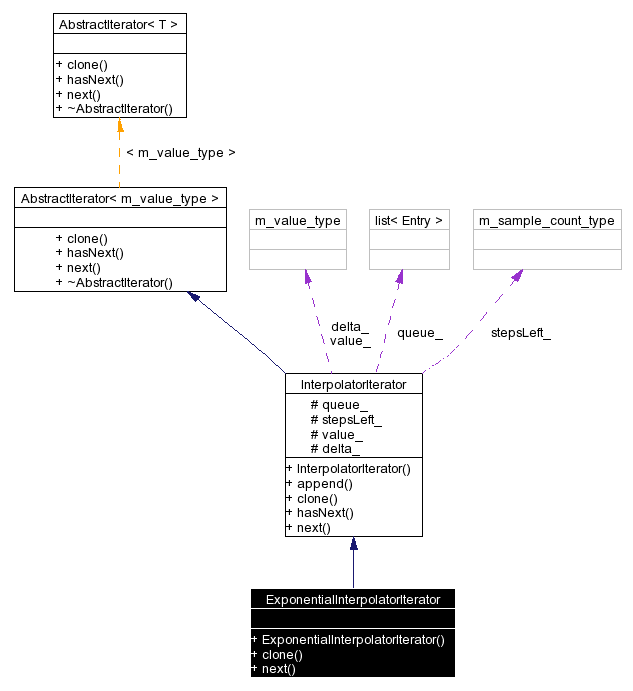 AbstractIterator< T >
+ clone()
+ hasNext()
+ next()
+ ~AbstractIterator()
< m_value_type >
AbstractIterator< m_value_type >
+ clone()
+ hasNext()
+ next()
+ ~AbstractIterator()
m_value_type
list< Entry >
m_sample_count_type
delta_
value_
queue_
stepsLeft_
InterpolatorIterator
# queue_
# stepsLeft_
# value_
# delta_
+ InterpolatorIterator()
+ append()
+ clone()
+ hasNext()
+ next()
ExponentialInterpolatorIterator
+ ExponentialInterpolatorIterator()
+ clone()
+ next()